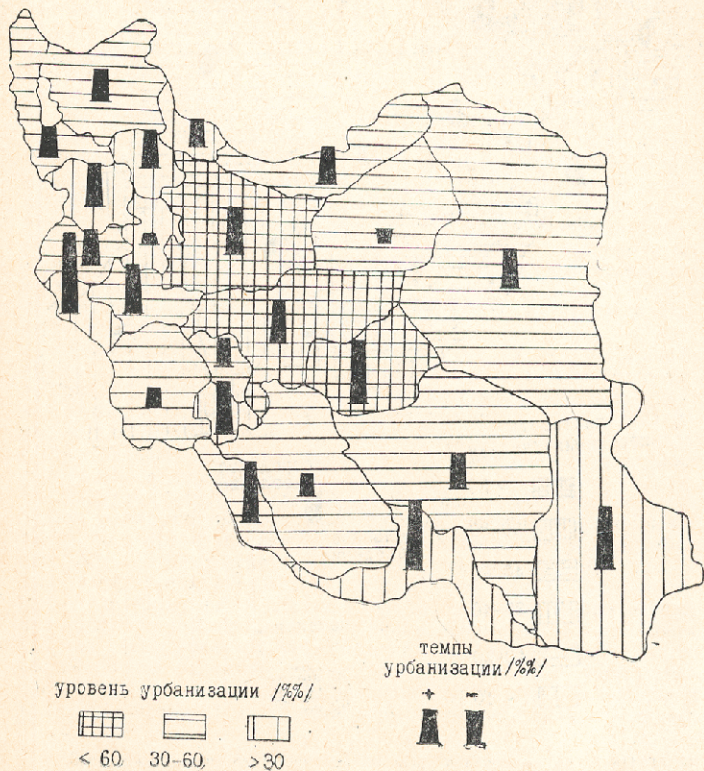 темпы
урбанизации /%%/
+ -
уровень урбанизации /%%/
< 60 30-60 >30